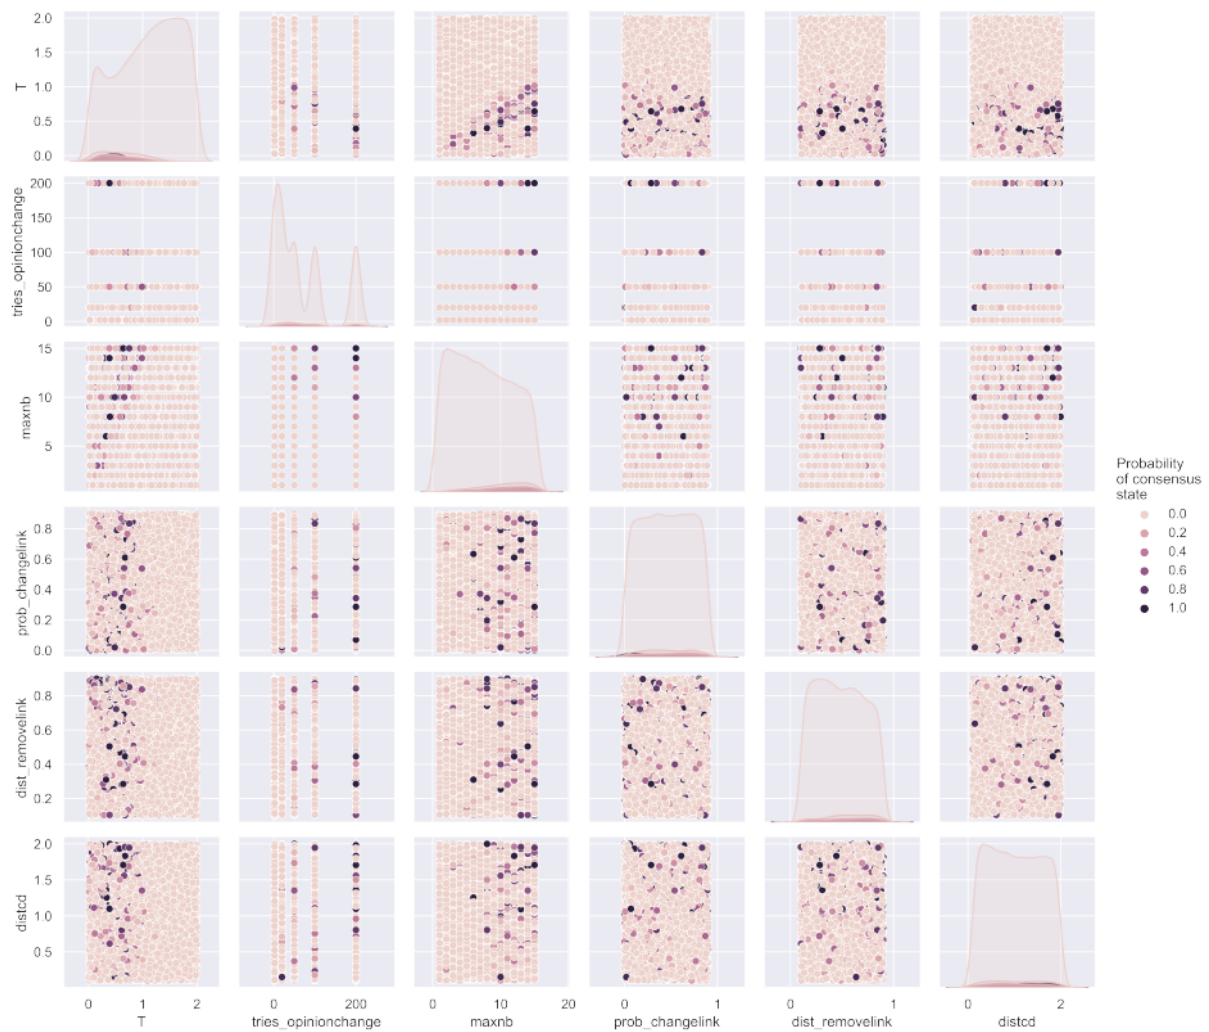 2.0
1.5
1.0
0.5
0.0
T
200
150
100
50
0
tries_opinionchange
15
10
5
maxnb
0.8
0.6
0.4
0.2
0.0
prob_changelink
0.8
0.6
0.4
0.2
dist_removelink
2.0
1.5
1.0
0.5
distcd
0 1 2
T
0 200
tries_opinionchange
0 10 20
maxnb
0 1
prob_changelink
0 1
dist_removelink
0 2
distcd
Probability
of consensus
state
0.0
0.2
0.4
0.6
0.8
1.0